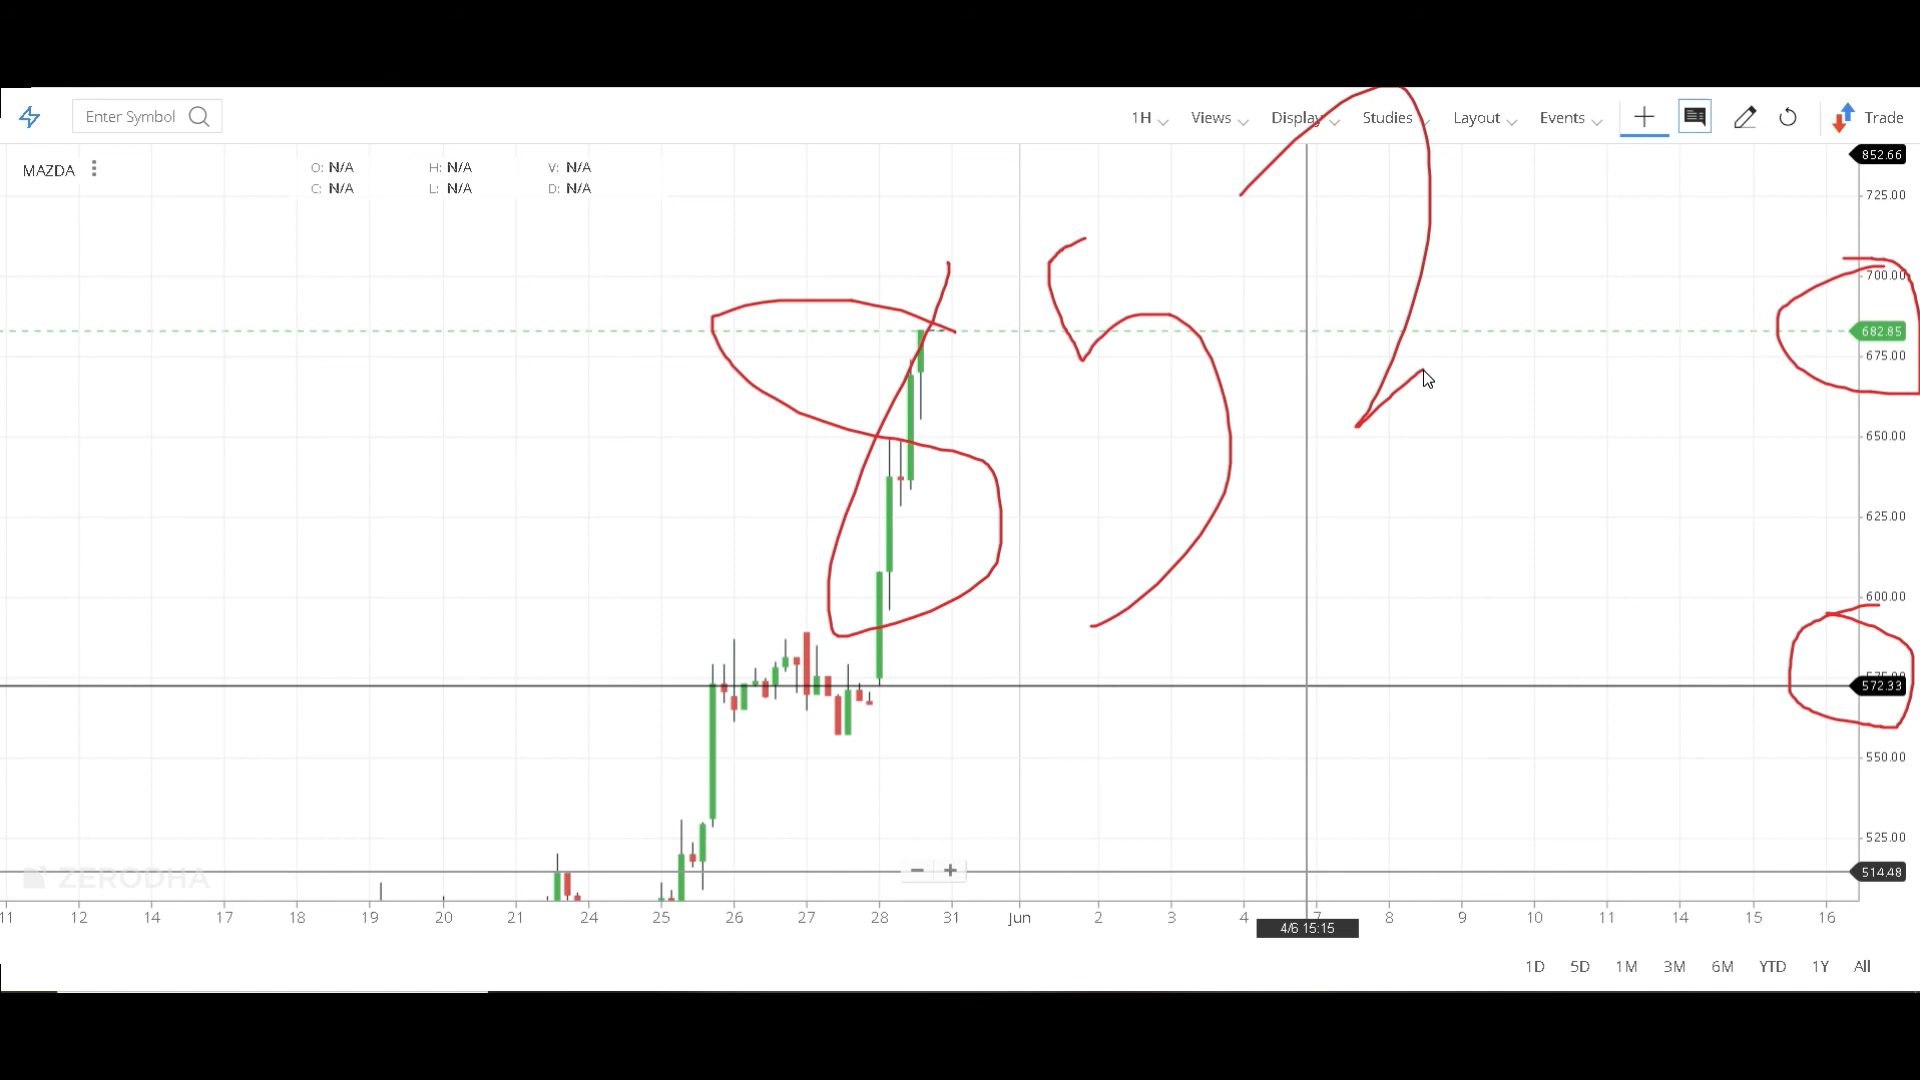 Enter Symbol 1H Views Display Studies Layout Events Trade
MAZDA O: N/A H: N/A V: N/A
C: N/A L: N/A D: N/A
852.66
725.00
700.00
682.85
675.00
650.00
625.00
600.00
572.33
550.00
525.00
514.48
ZERODHA
11 12 14 17 18 19 20 21 24 25 26 27 28 31 Jun 2 3 4 7 8 9 10 11 14 15 16
4/6 15:15
1D 5D 1M 3M 6M YTD 1Y All